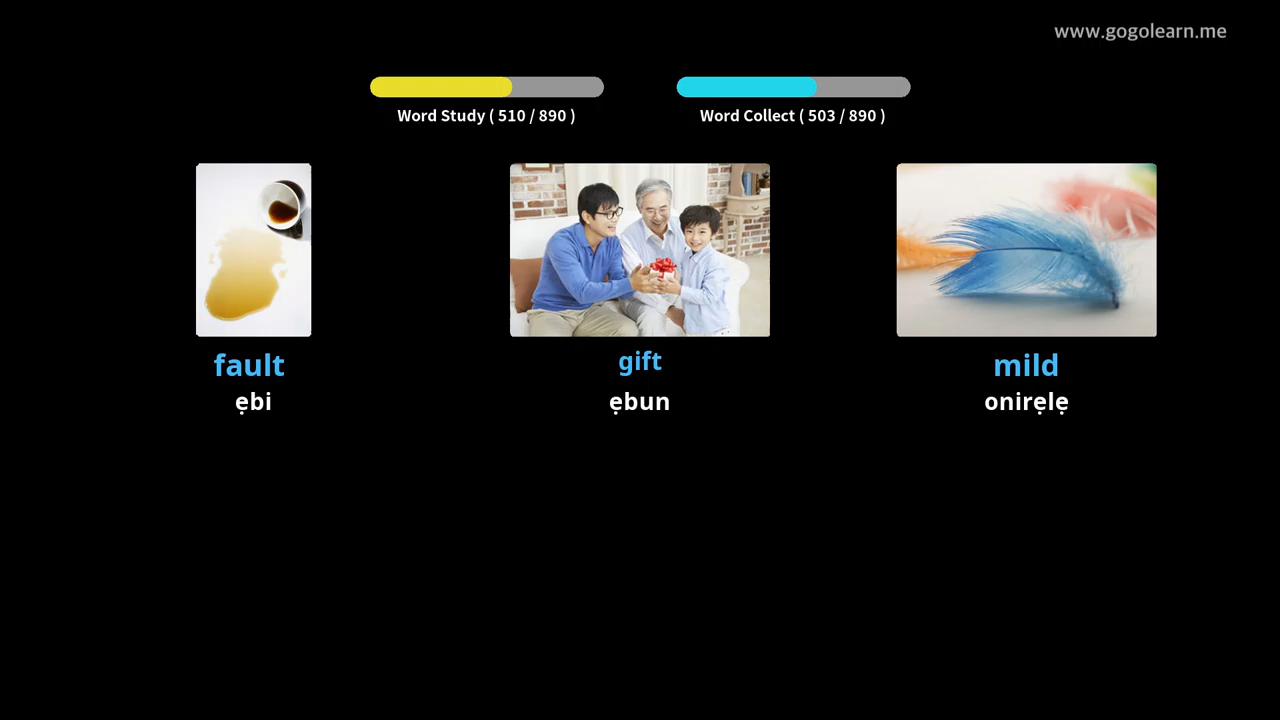 www.gogolearn.me
Word Study ( 510 / 890 )
Word Collect ( 503 / 890 )
fault
gift
mild
ẹbi
ẹbun
onirẹlẹ